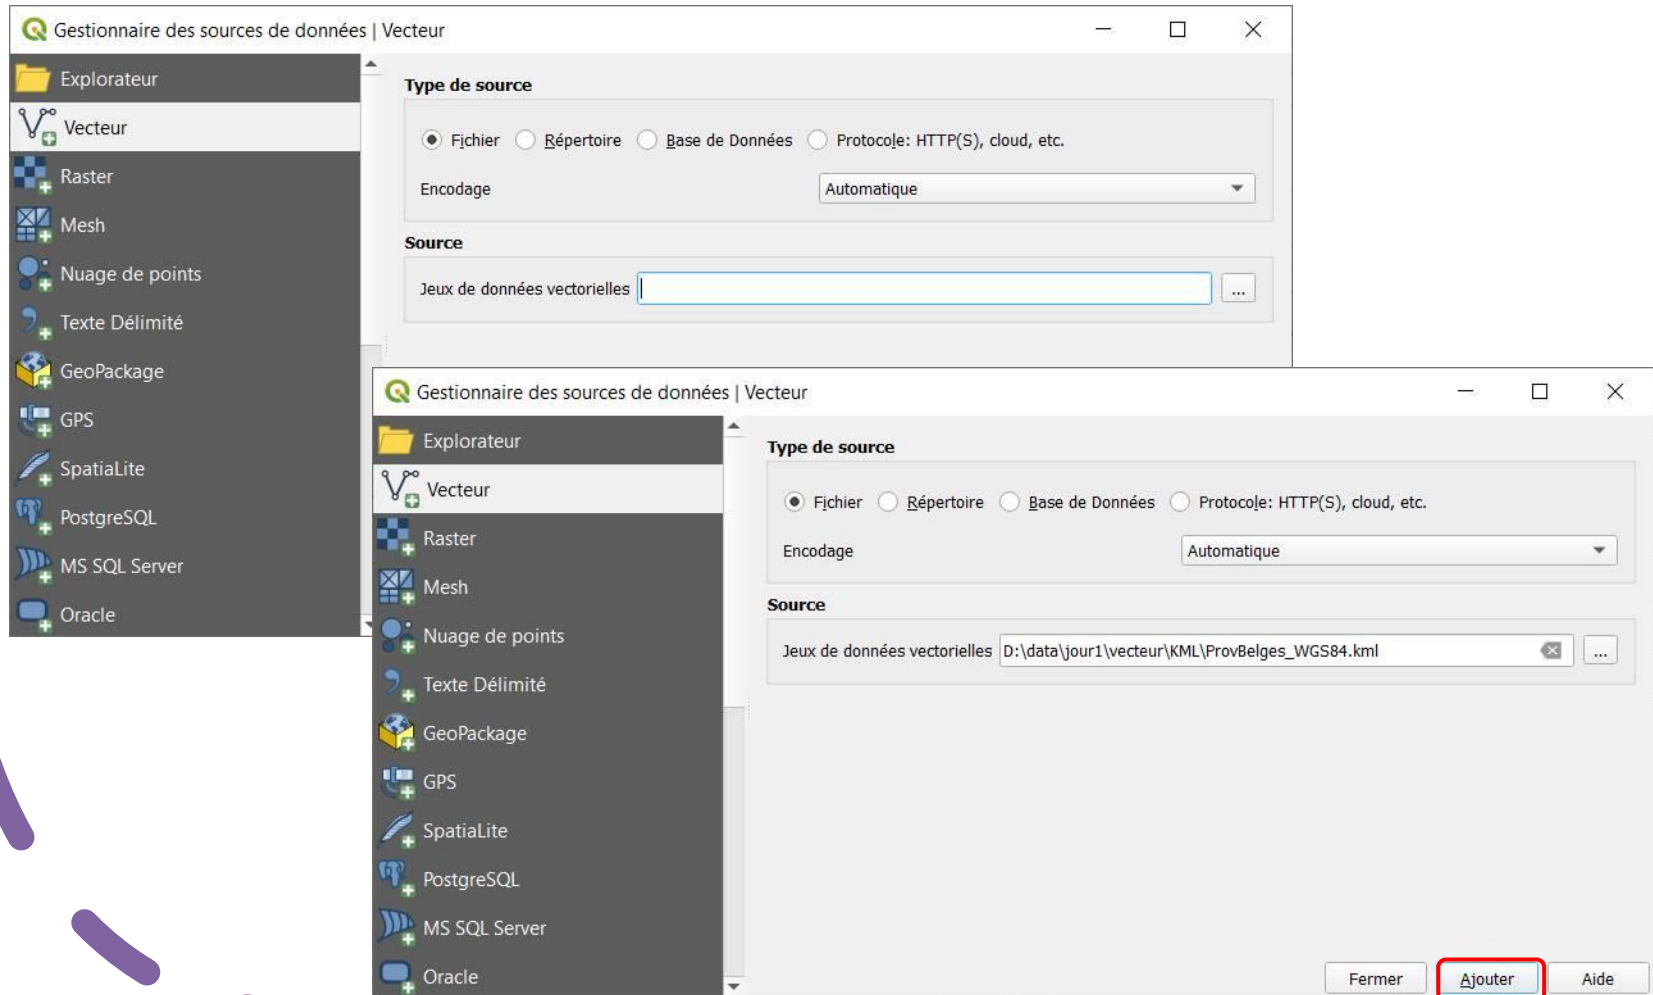 Gestionnaire des sources de données | Vecteur
Explorateur
Vecteur
Raster
Mesh
Nuage de points
Texte Délimité
GeoPackage
GPS
SpatiaLite
PostgreSQL
MS SQL Server
Oracle
Type de source
Fichier Répertoire Base de Données Protocole: HTTP(S), cloud, etc.
Encodage Automatique
Source
Jeux de données vectorielles ...
Gestionnaire des sources de données | Vecteur
Explorateur
Vecteur
Raster
Mesh
Nuage de points
Texte Délimité
GeoPackage
GPS
SpatiaLite
PostgreSQL
MS SQL Server
Oracle
Type de source
Fichier Répertoire Base de Données Protocole: HTTP(S), cloud, etc.
Encodage Automatique
Source
Jeux de données vectorielles D:\data\jour1\vecteur\KML\ProvBelges_WGS84.kml ...
Fermer Ajouter Aide